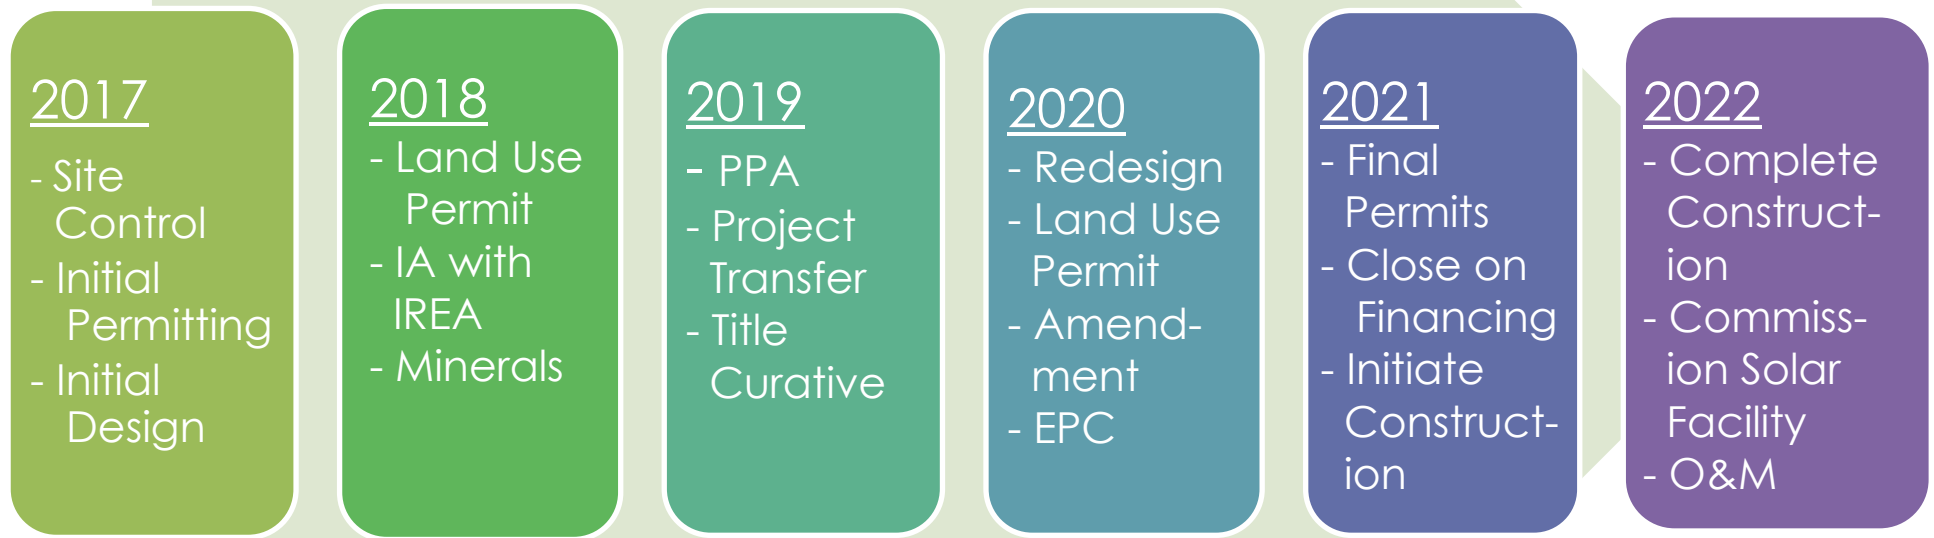 2017
- Site
Control
- Initial
Permitting
- Initial
Design
2018
- Land Use
Permit
- IA with
IREA
- Minerals
2019
- PPA
- Project
Transfer
- Title
Curative
2020
- Redesign
- Land Use
Permit
- Amend-
ment
- EPC
2021
- Final
Permits
- Close on
Financing
- Initiate
Construct-
ion
2022
- Complete
Construct-
ion
- Commiss-
ion Solar
Facility
- O&M